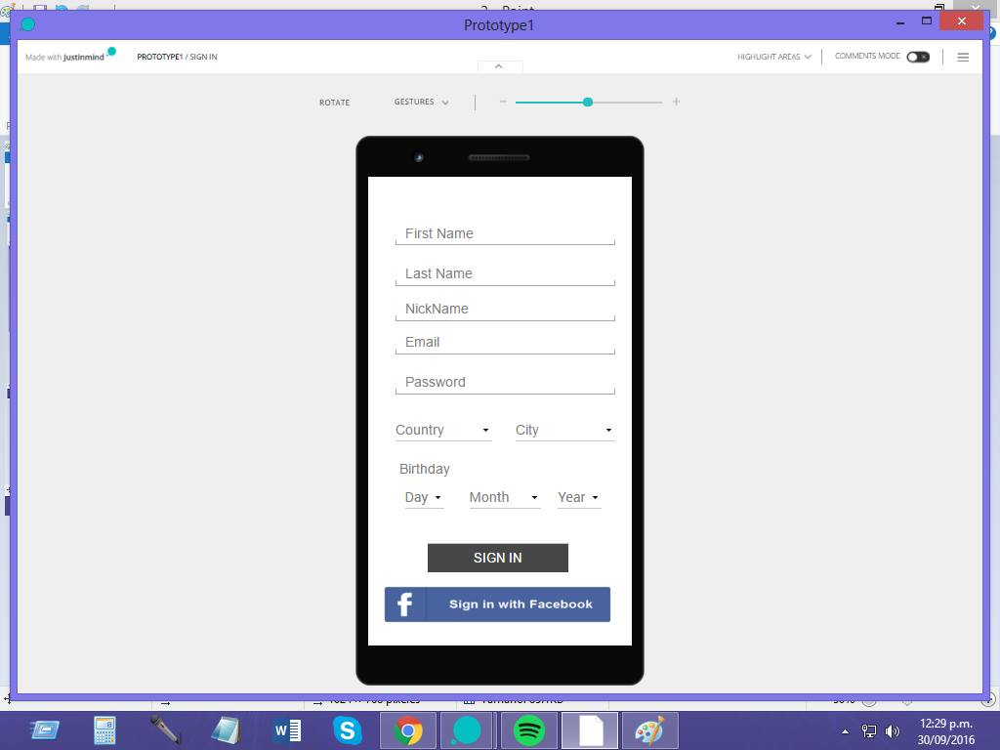 Prototype1
Made with Justinmind
PROTOTYPE1 / SIGN IN
HIGHLIGHT AREAS
COMMENTS MODE
ROTATE
GESTURES
First Name
Last Name
NickName
Email
Password
Country
City
Birthday
Day
Month
Year
SIGN IN
f
Sign in with Facebook
12:29 p.m.
30/09/2016